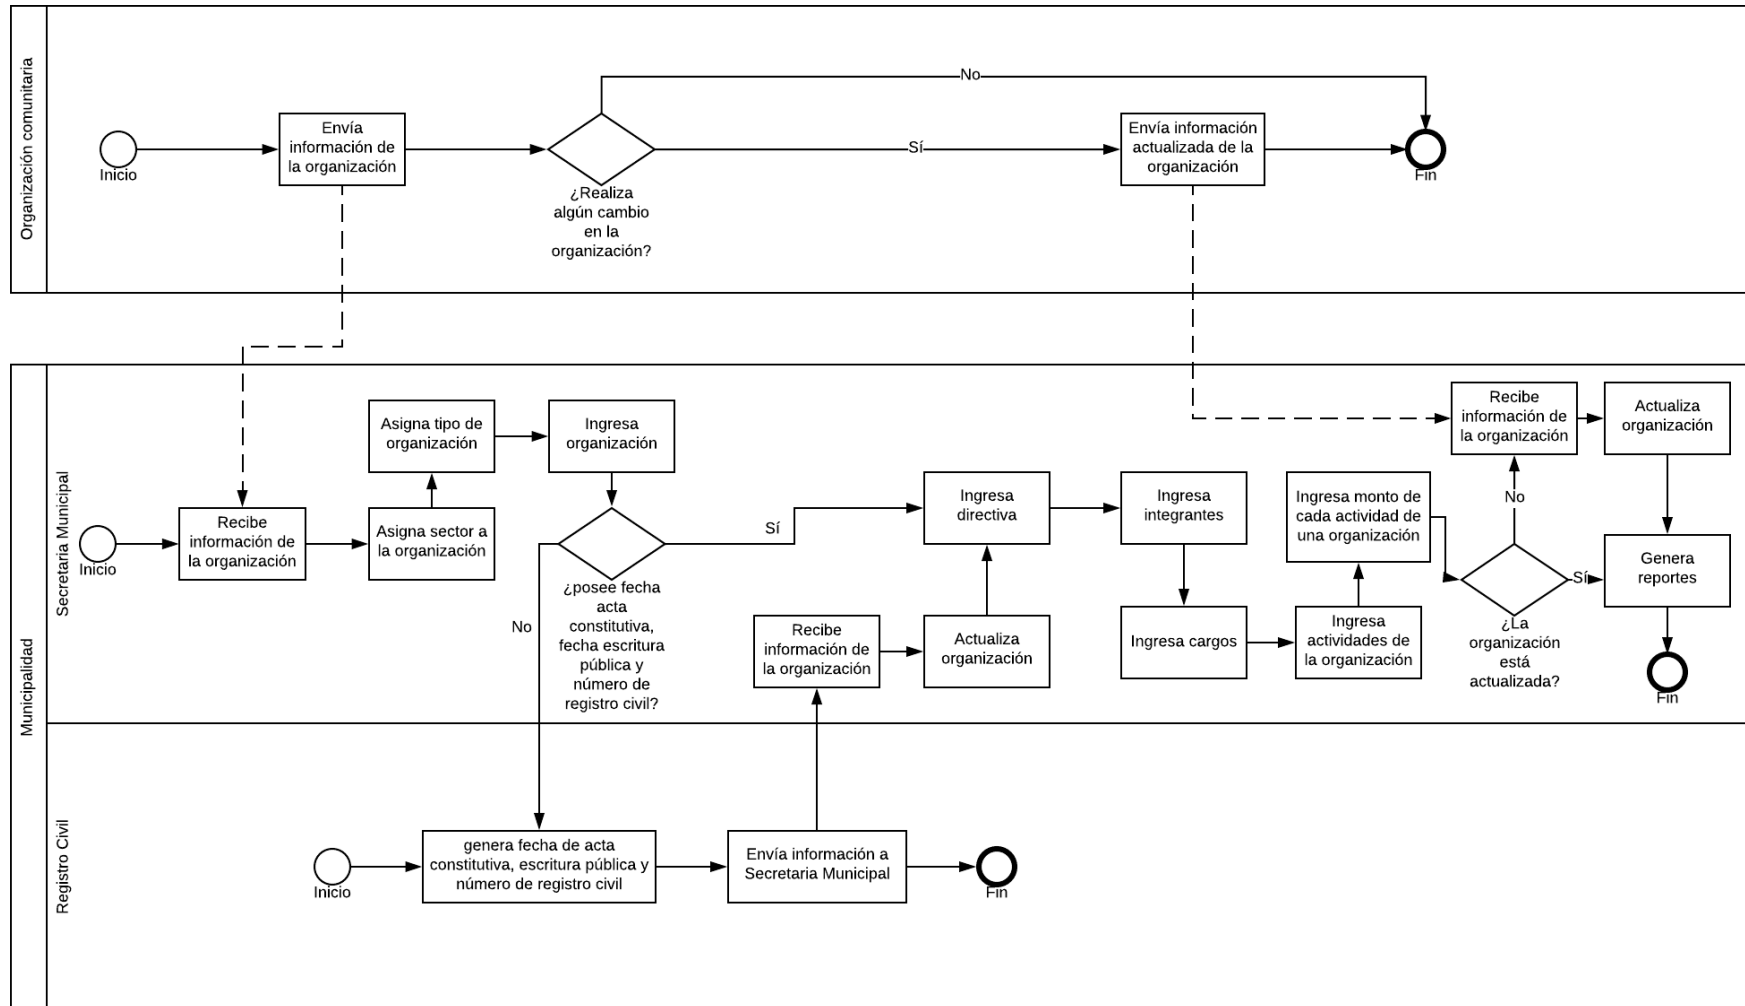 Organización comunitaria
Inicio
Envía
información de
la organización
¿Realiza
algún cambio
en la
organización?
No
Sí
Envía información
actualizada de la
organización
Fin
Municipalidad
Secretaria Municipal
Inicio
Recibe
información de
la organización
Asigna sector a
la organización
Asigna tipo de
organización
Ingresa
organización
¿posee fecha
acta
constitutiva,
fecha escritura
pública y
número de
registro civil?
No
Sí
Recibe
información de
la organización
Actualiza
organización
Ingresa
directiva
Ingresa
integrantes
Ingresa cargos
Ingresa
actividades de
la organización
Ingresa monto de
cada actividad de
una organización
¿La
organización
está
actualizada?
No
Sí
Recibe
información de
la organización
Actualiza
organización
Genera
reportes
Fin
Registro Civil
Inicio
genera fecha de acta
constitutiva, escritura pública y
número de registro civil
Envía información a
Secretaria Municipal
Fin